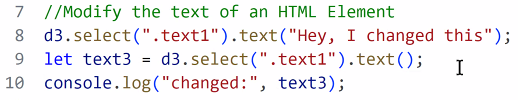 7 //Modify the text of an HTML Element
8 d3.select(".text1").text("Hey, I changed this");
9 let text3 = d3.select(".text1").text();
10 console.log("changed:", text3);